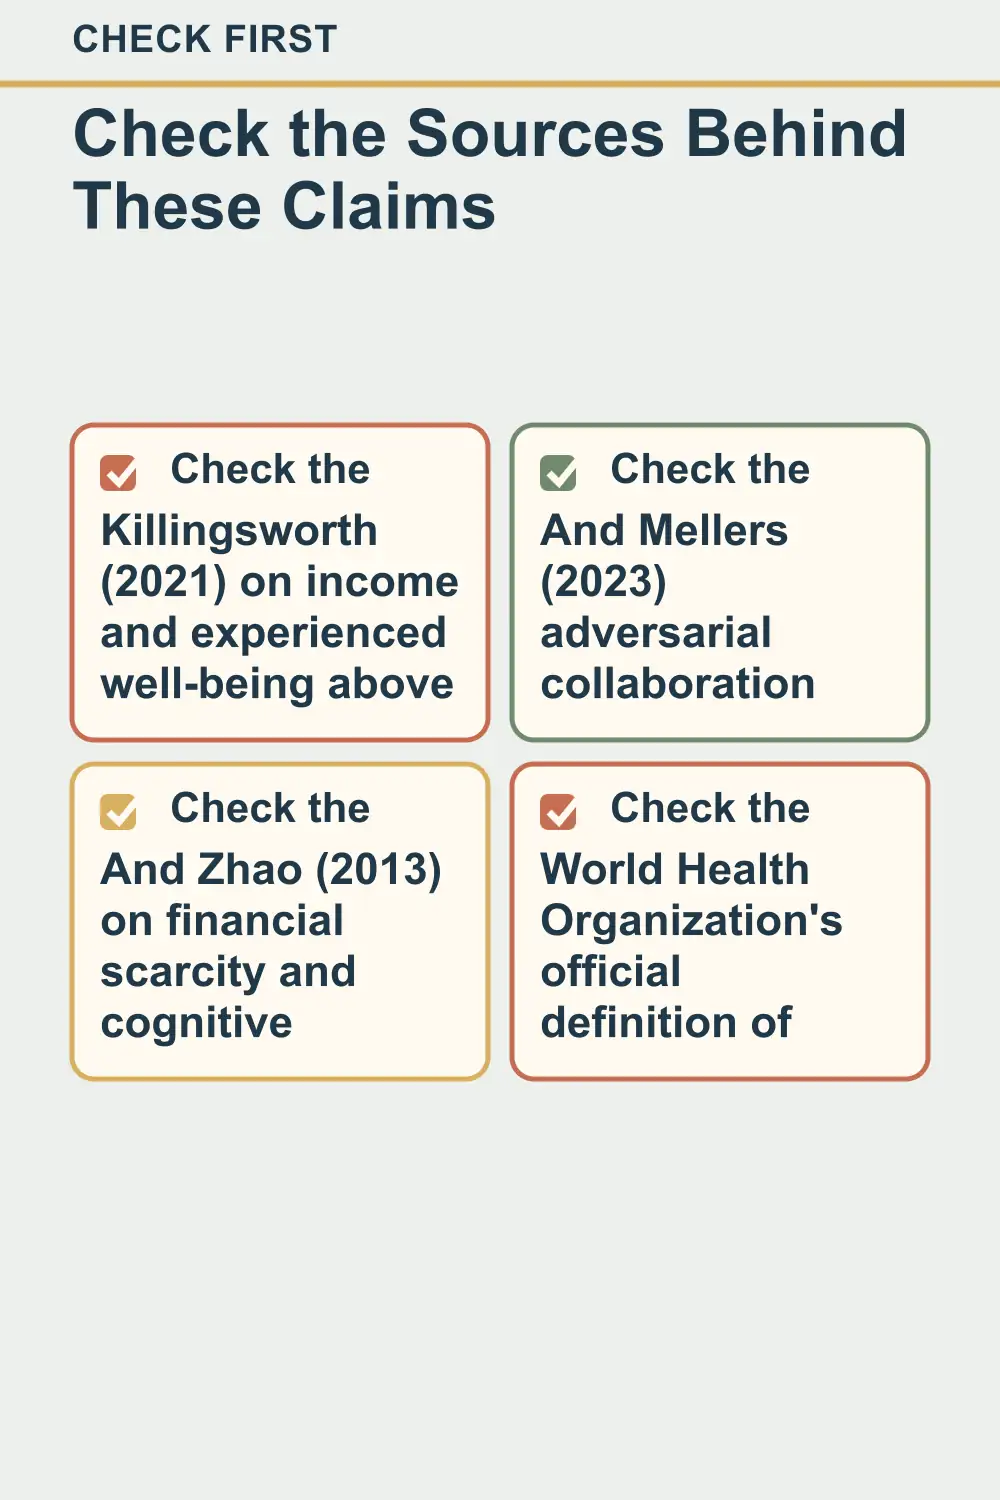 CHECK FIRST
Check the Sources Behind
These Claims
Check the
Killingsworth
(2021) on income
and experienced
well-being above
Check the
And Mellers
(2023)
adversarial
collaboration
Check the
And Zhao (2013)
on financial
scarcity and
cognitive
Check the
World Health
Organization's
official
definition of